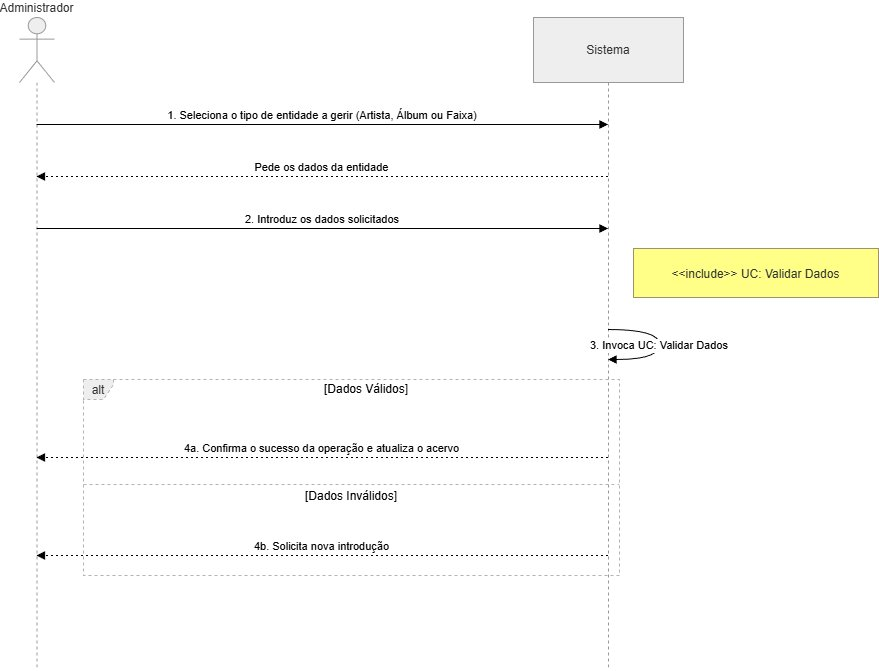 Administrador
Sistema
1. Seleciona o tipo de entidade a gerir (Artista, Álbum ou Faixa)
Pede os dados da entidade
2. Introduz os dados solicitados
<<include>> UC: Validar Dados
3. Invoca UC: Validar Dados
alt
[Dados Válidos]
4a. Confirma o sucesso da operação e atualiza o acervo
[Dados Inválidos]
4b. Solicita nova introdução